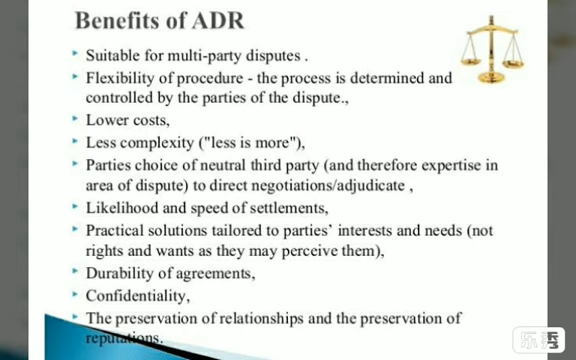 Benefits of ADR
Suitable for multi-party disputes .
Flexibility of procedure - the process is determined and
controlled by the parties of the dispute.,
Lower costs,
Less complexity ("less is more"),
Parties choice of neutral third party (and therefore expertise in
area of dispute) to direct negotiations/adjudicate ,
Likelihood and speed of settlements,
Practical solutions tailored to parties’ interests and needs (not
rights and wants as they may perceive them),
Durability of agreements,
Confidentiality,
The preservation of relationships and the preservation of
reputations.
乐秀